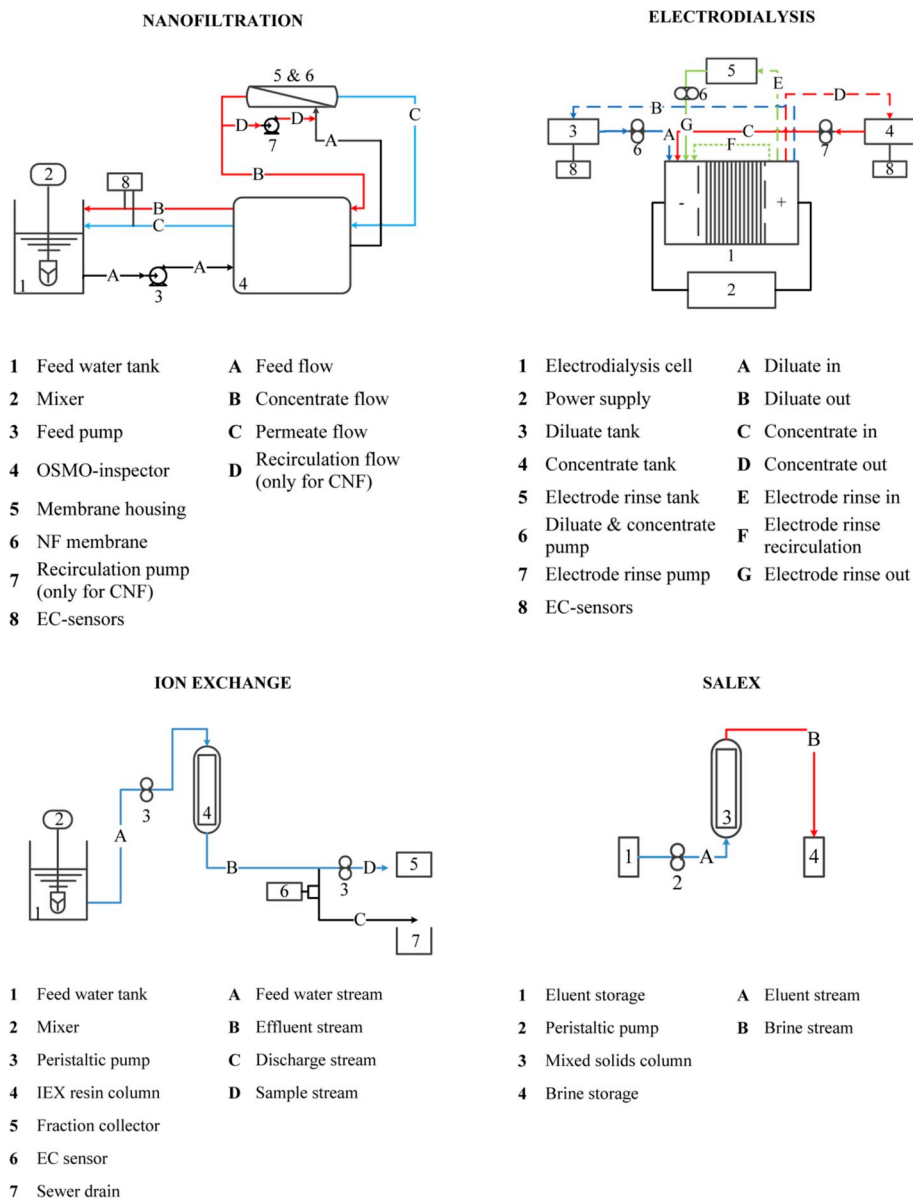 NANOFILTRATION
5 & 6
C
D
D
7
A
2
8
B
B
C
A
A
1
3
4
1 Feed water tank A Feed flow
2 Mixer B Concentrate flow
3 Feed pump C Permeate flow
4 OSMO-inspector D Recirculation flow
(only for CNF)
5 Membrane housing
6 NF membrane
7 Recirculation pump
(only for CNF)
8 EC-sensors
ELECTRODIALYSIS
5
E
6
D
B
G
3
A
C
4
6
F
7
8
8
- +
1
2
1 Electrodialysis cell A Diluate in
2 Power supply B Diluate out
3 Diluate tank C Concentrate in
4 Concentrate tank D Concentrate out
5 Electrode rinse tank E Electrode rinse in
6 Diluate & concentrate
pump
F Electrode rinse
recirculation
7 Electrode rinse pump G Electrode rinse out
8 EC-sensors
ION EXCHANGE
2
A
3
4
1
B
3
D
5
6
C
7
1 Feed water tank A Feed water stream
2 Mixer B Effluent stream
3 Peristaltic pump C Discharge stream
4 IEX resin column D Sample stream
5 Fraction collector
6 EC sensor
7 Sewer drain
SALEX
B
3
1
A
4
2
1 Eluent storage A Eluent stream
2 Peristaltic pump B Brine stream
3 Mixed solids column
4 Brine storage